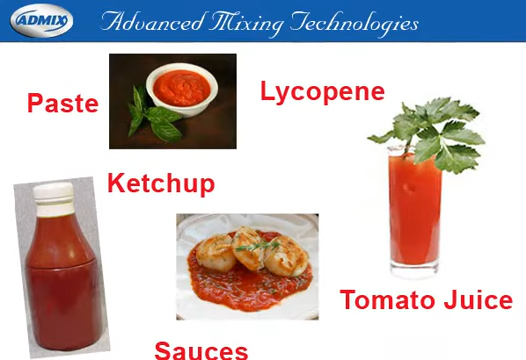 ADMIX
Advanced Mixing Technologies
Paste
Lycopene
Ketchup
Tomato Juice
Sauces